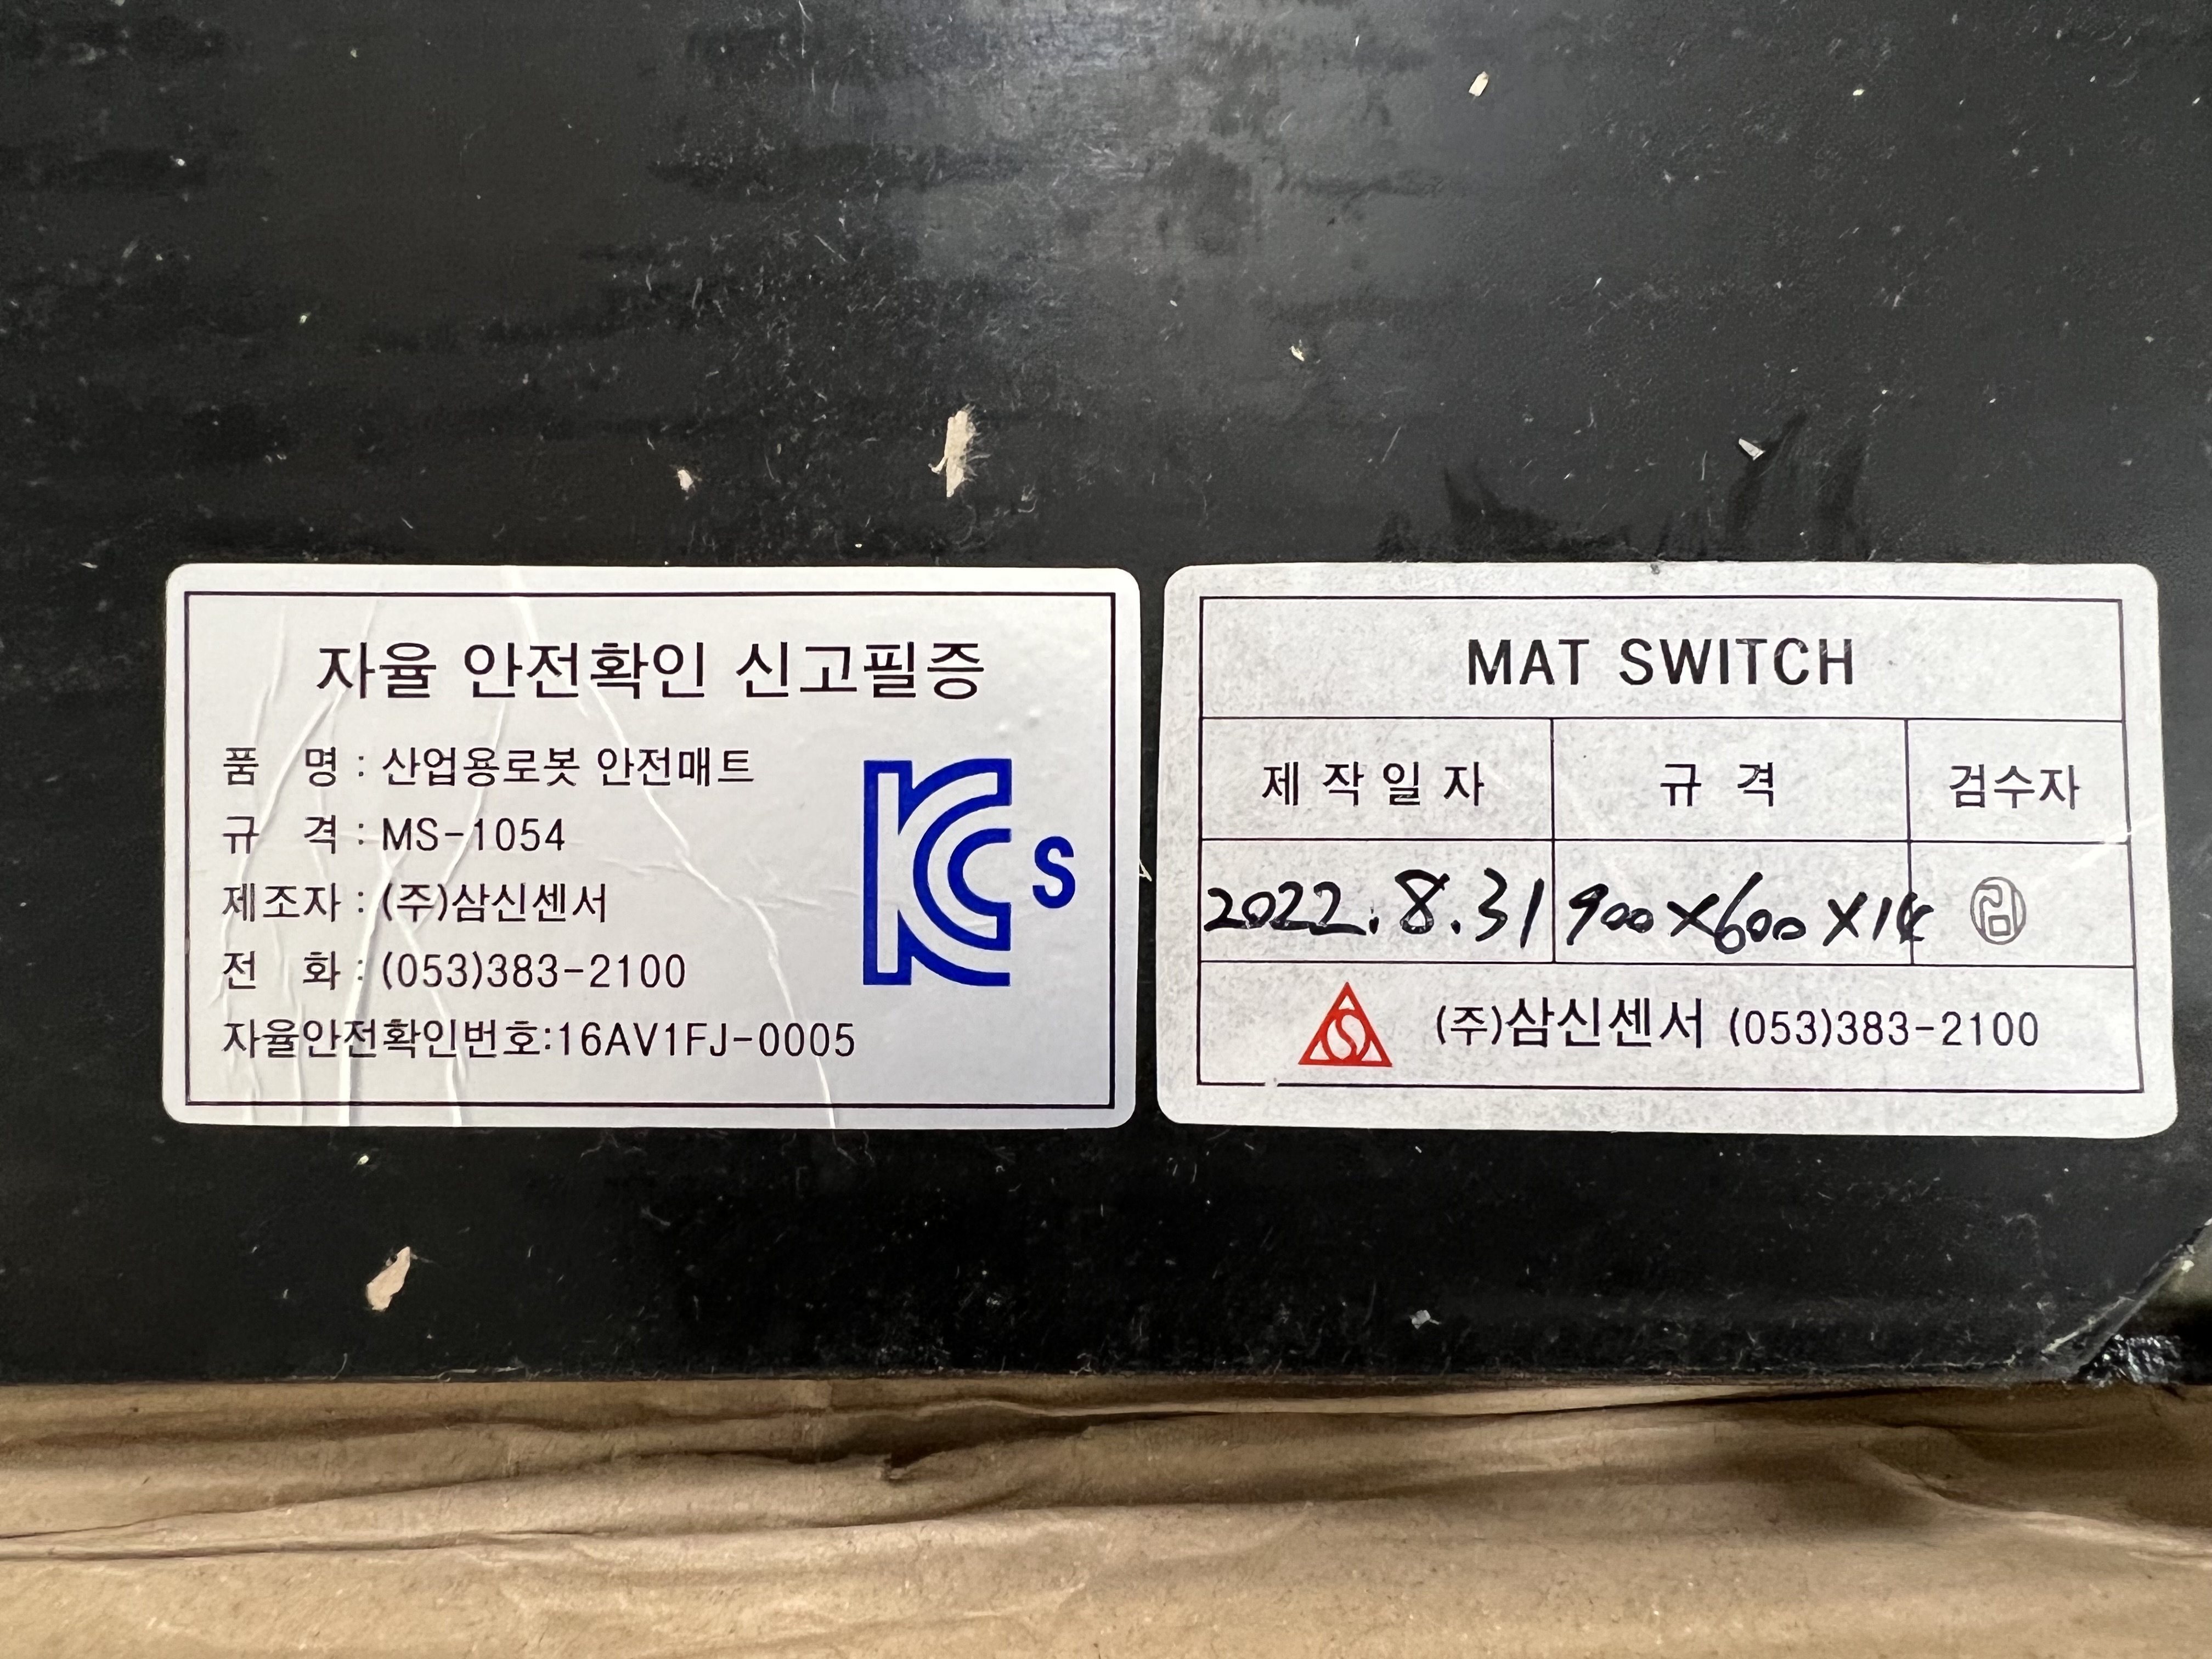 자율 안전확인 신고필증
품 명 : 산업용로봇 안전매트
규 격 : MS-1054
제조자 : (주)삼신센서
전 화 : (053)383-2100
자율안전확인번호:16AV1FJ-0005
KC s
MAT SWITCH
제 작 일 자 규 격 검수자
2022.8.31 900×600×14 검
(주)삼신센서 (053)383-2100